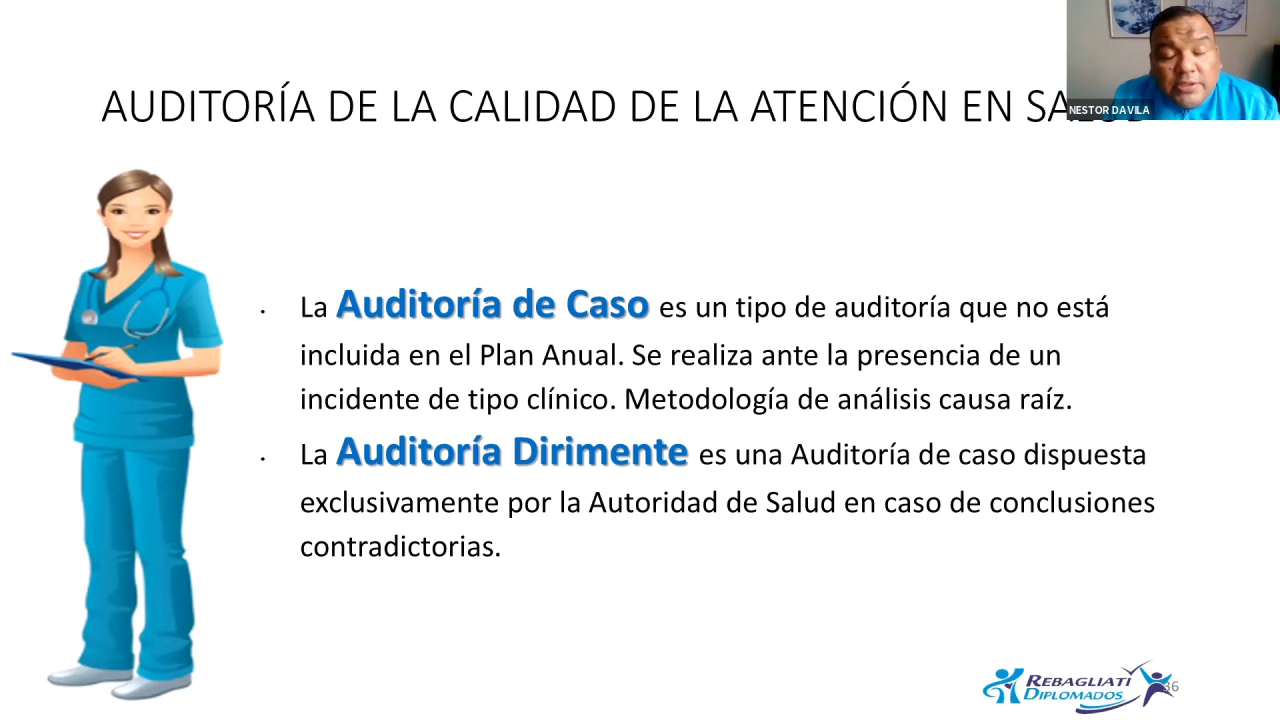 AUDITORÍA DE LA CALIDAD DE LA ATENCIÓN EN SALUD
NESTOR DAVILA
• La Auditoría de Caso es un tipo de auditoría que no está
incluida en el Plan Anual. Se realiza ante la presencia de un
incidente de tipo clínico. Metodología de análisis causa raíz.
• La Auditoría Dirimente es una Auditoría de caso dispuesta
exclusivamente por la Autoridad de Salud en caso de conclusiones
contradictorias.
REBAGLIATI
DIPLOMADOS
36